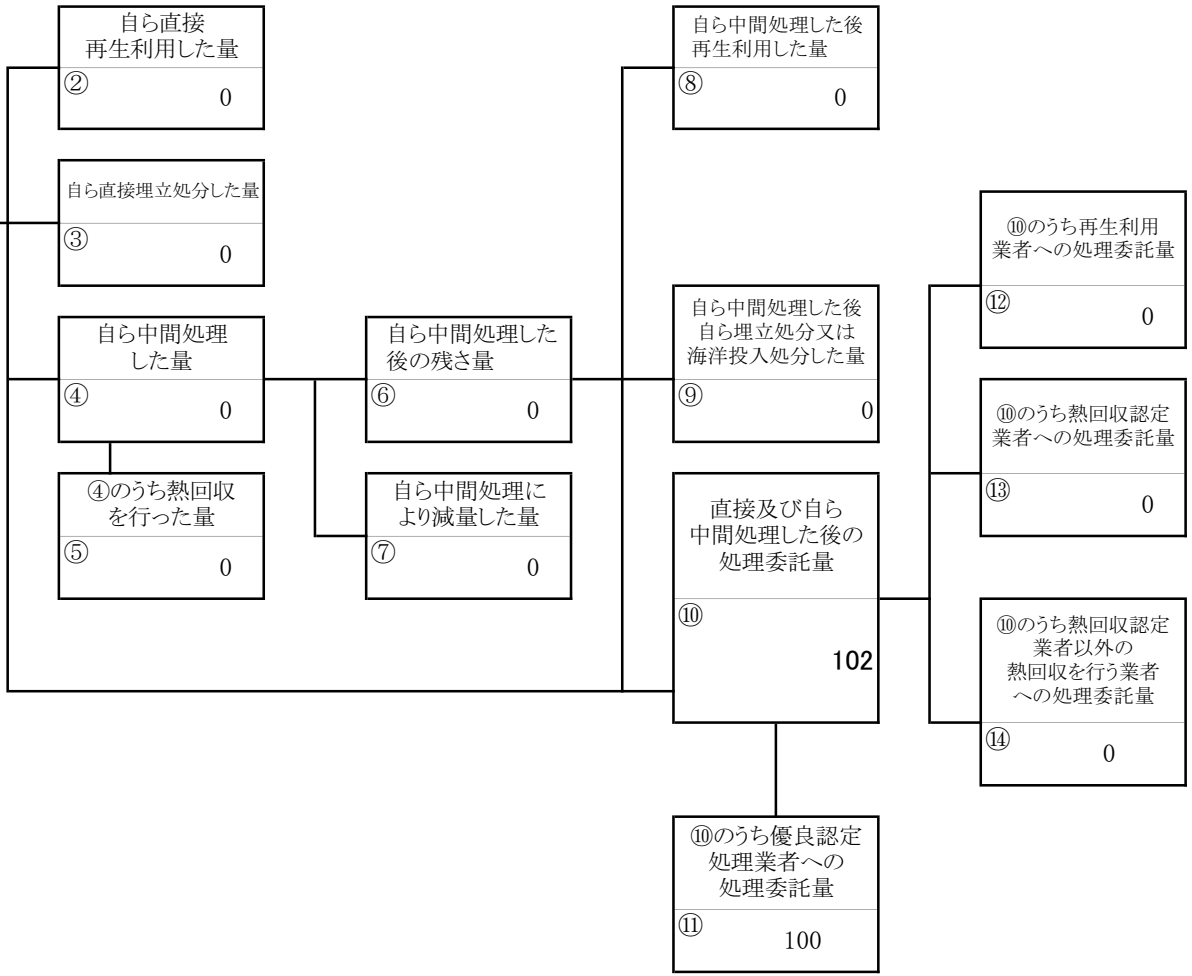 自ら直接
再生利用した量
②
0
自ら直接埋立処分した量
③
0
自ら中間処理
した量
④
0
④のうち熱回収
を行った量
⑤
0
自ら中間処理した
後の残さ量
⑥
0
自ら中間処理に
より減量した量
⑦
0
自ら中間処理した後
再生利用した量
⑧
0
自ら中間処理した後
自ら埋立処分又は
海洋投入処分した量
⑨
0
直接及び自ら
中間処理した後の
処理委託量
⑩
102
⑩のうち優良認定
処理業者への
処理委託量
⑪
100
⑩のうち再生利用
業者への処理委託量
⑫
0
⑩のうち熱回収認定
業者への処理委託量
⑬
0
⑩のうち熱回収認定
業者以外の
熱回収を行う業者
への処理委託量
⑭
0